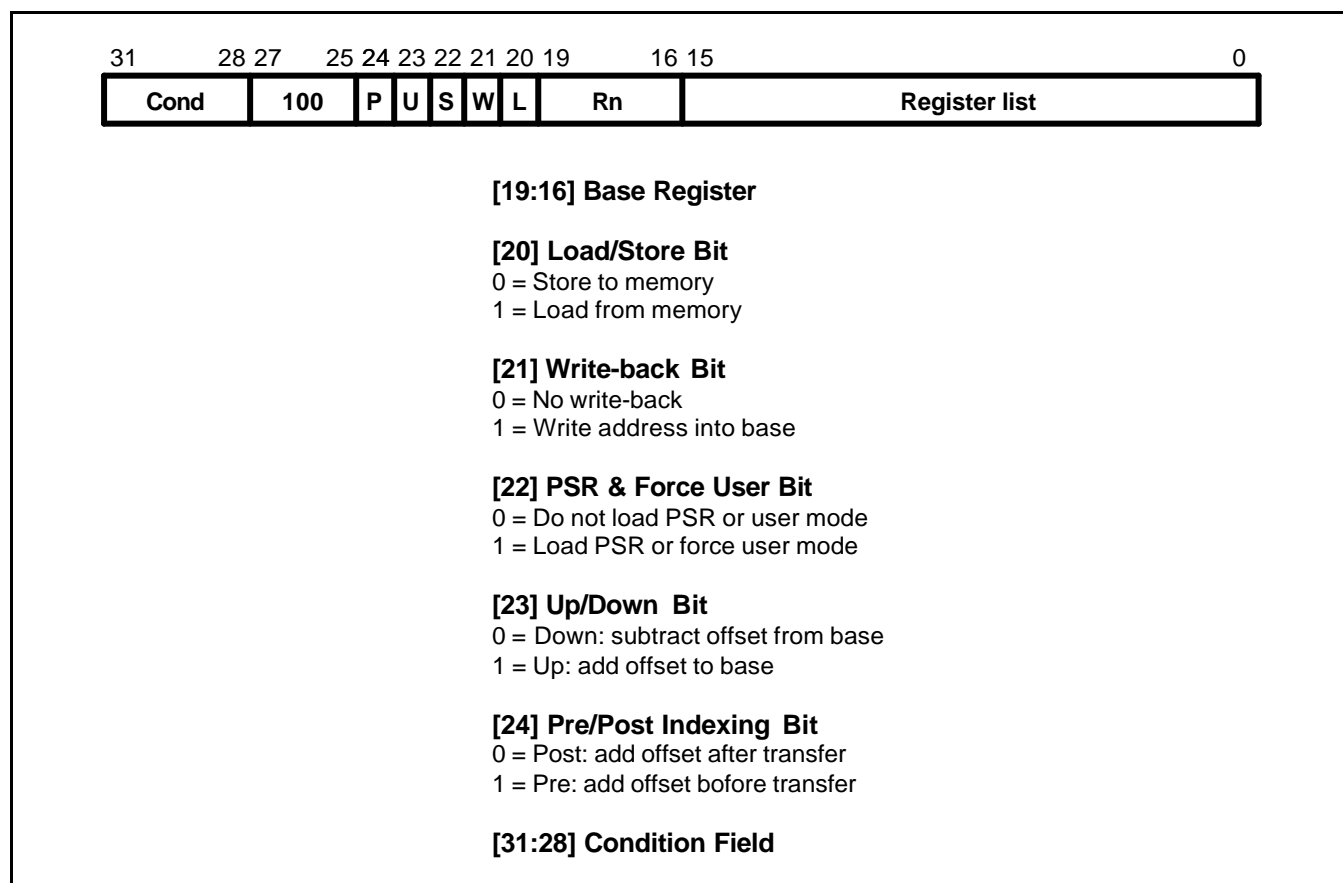 31 28 27 25 24 23 22 21 20 19 16 15 0
Cond 100 P U S W L Rn Register list
[19:16] Base Register
[20] Load/Store Bit
0 = Store to memory
1 = Load from memory
[21] Write-back Bit
0 = No write-back
1 = Write address into base
[22] PSR & Force User Bit
0 = Do not load PSR or user mode
1 = Load PSR or force user mode
[23] Up/Down Bit
0 = Down: subtract offset from base
1 = Up: add offset to base
[24] Pre/Post Indexing Bit
0 = Post: add offset after transfer
1 = Pre: add offset bofore transfer
[31:28] Condition Field